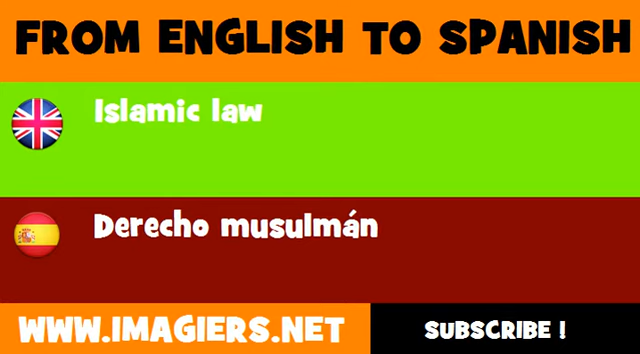 FROM ENGLISH TO SPANISH
Islamic law
Derecho musulmán
WWW.IMAGIERS.NET
SUBSCRIBE !